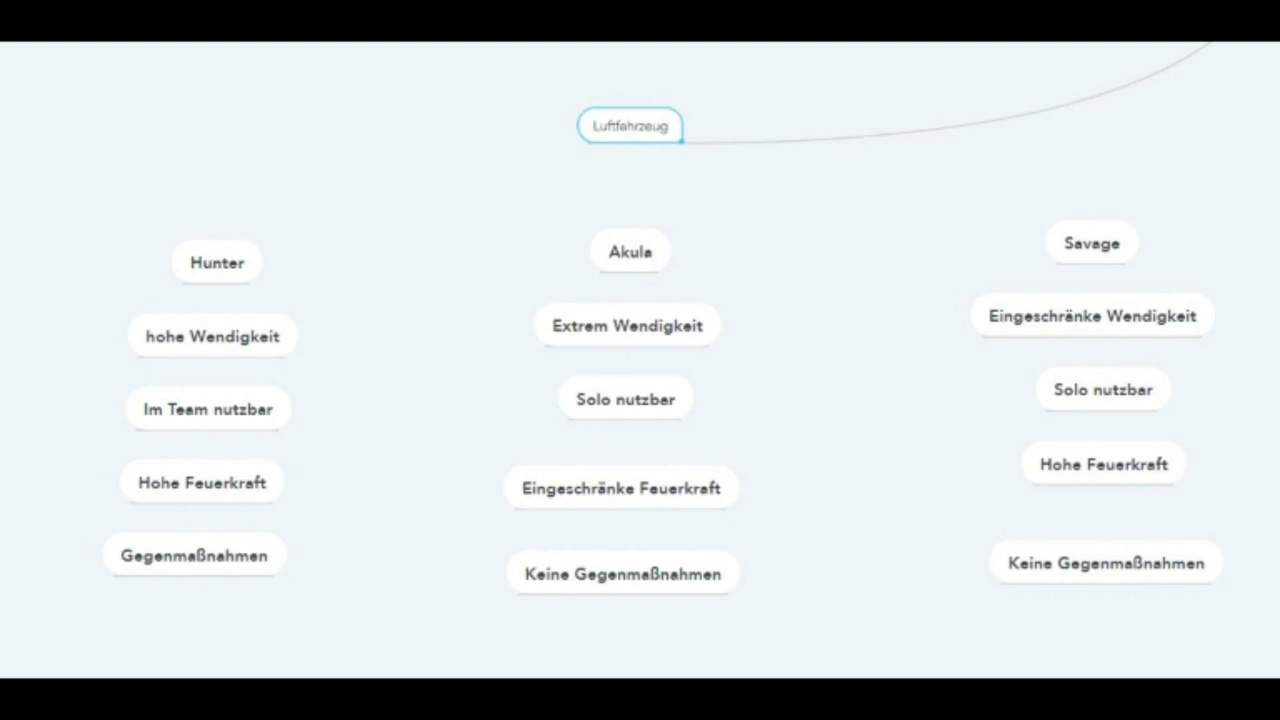 Luftfahrzeug
Hunter
hohe Wendigkeit
Im Team nutzbar
Hohe Feuerkraft
Gegenmaßnahmen
Akula
Extrem Wendigkeit
Solo nutzbar
Eingeschränke Feuerkraft
Keine Gegenmaßnahmen
Savage
Eingeschränke Wendigkeit
Solo nutzbar
Hohe Feuerkraft
Keine Gegenmaßnahmen